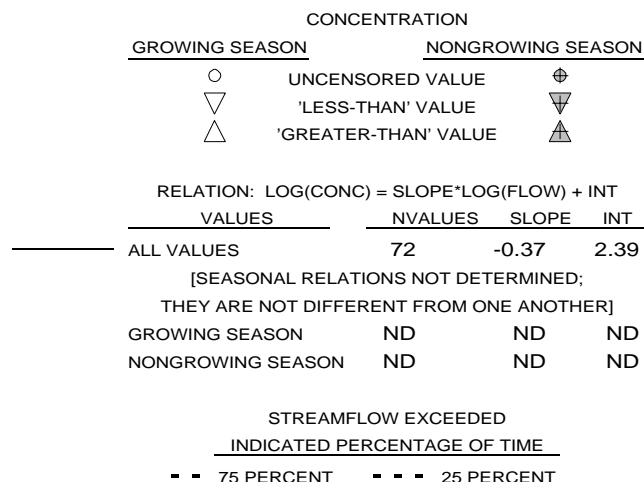 CONCENTRATION
GROWING SEASON NONGROWING SEASON
UNCENSORED VALUE
'LESS-THAN' VALUE
'GREATER-THAN' VALUE
RELATION: LOG(CONC) = SLOPE*LOG(FLOW) + INT
VALUES NVALUES SLOPE INT
ALL VALUES 72 -0.37 2.39
[SEASONAL RELATIONS NOT DETERMINED;
THEY ARE NOT DIFFERENT FROM ONE ANOTHER]
GROWING SEASON ND ND ND
NONGROWING SEASON ND ND ND
STREAMFLOW EXCEEDED
INDICATED PERCENTAGE OF TIME
75 PERCENT 25 PERCENT